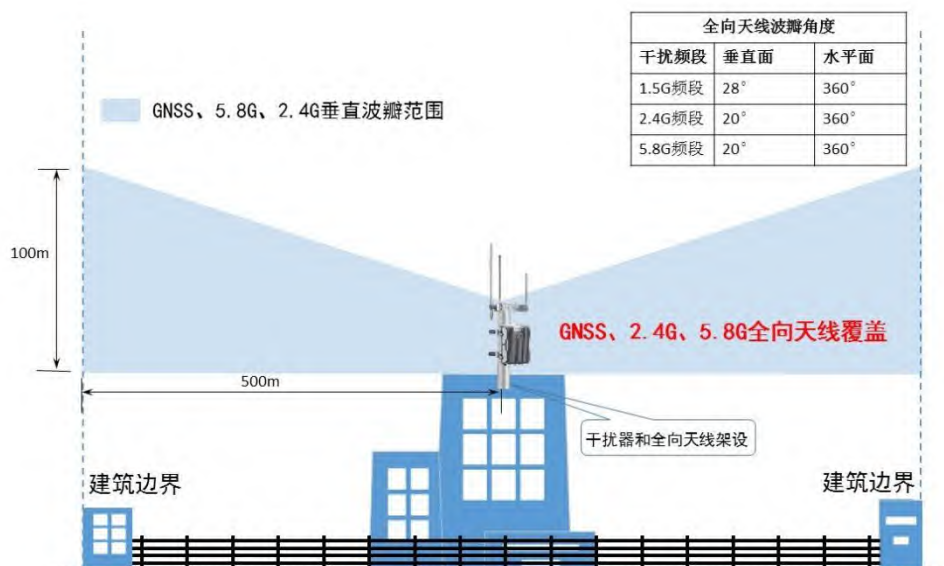 全向天线波瓣角度
干扰频段 垂直面 水平面
1.5G频段 28° 360°
2.4G频段 20° 360°
5.8G频段 20° 360°
GNSS、5.8G、2.4G垂直波瓣范围
100m
GNSS、2.4G、5.8G全向天线覆盖
500m
干扰器和全向天线架设
建筑边界
建筑边界